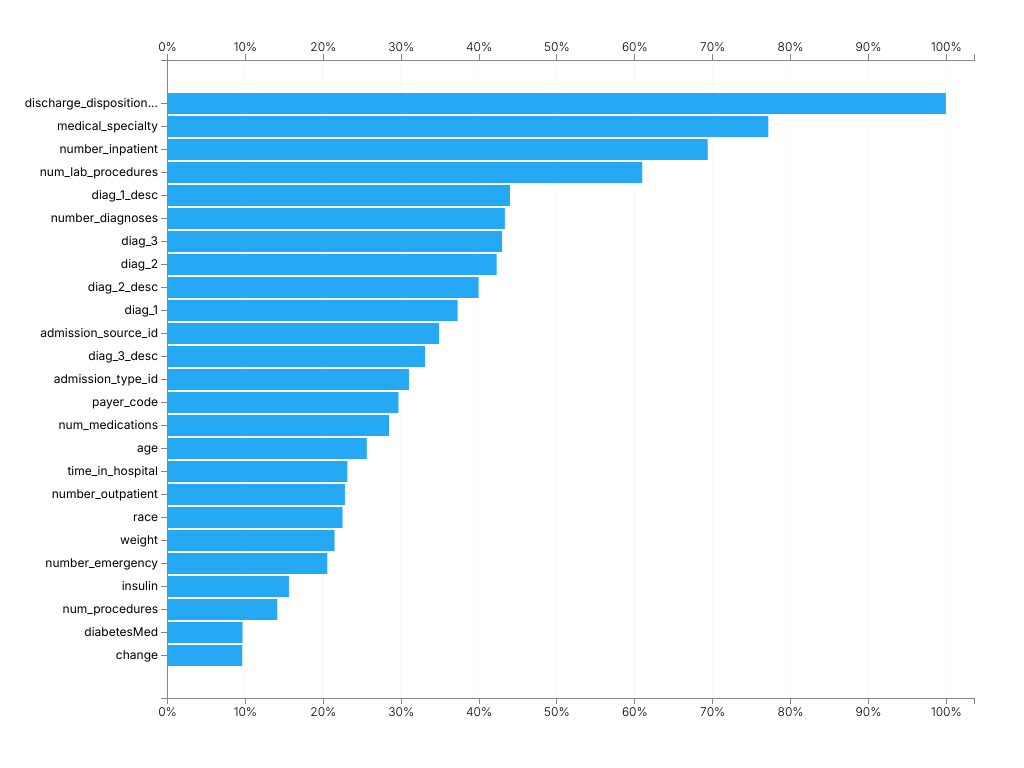 0% 10% 20% 30% 40% 50% 60% 70% 80% 90% 100%
discharge_disposition...
medical_specialty
number_inpatient
num_lab_procedures
diag_1_desc
number_diagnoses
diag_3
diag_2
diag_2_desc
diag_1
admission_source_id
diag_3_desc
admission_type_id
payer_code
num_medications
age
time_in_hospital
number_outpatient
race
weight
number_emergency
insulin
num_procedures
diabetesMed
change
0% 10% 20% 30% 40% 50% 60% 70% 80% 90% 100%